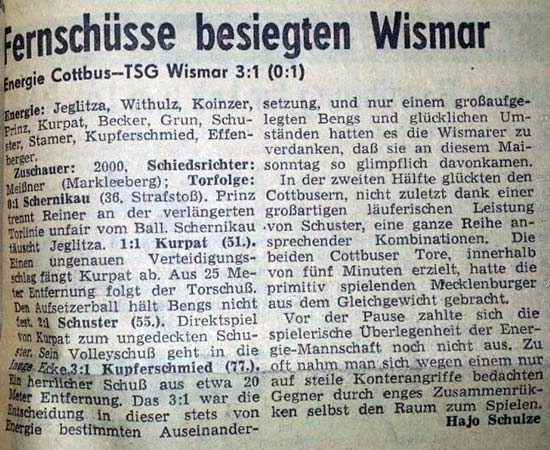 Fernschüsse besiegten Wismar
Energie Cottbus—TSG Wismar 3:1 (0:1)
Energie: Jeglitza, Withulz, Koinzer,
Prinz, Kurpat, Becker, Grun, Schu-
ster, Stamer, Kupferschmied, Effen-
berger.
Zuschauer: 2000, Schiedsrichter:
Meißner (Markleeberg); Torfolge:
0:1 Schernikau (36, Strafstoß). Prinz
trennt Reiner an der verlängerten
Torlinie unfair vom Ball. Schernikau
täuscht Jeglitza. 1:1 Kurpat (51.).
Einen ungenauen Verteidigungs-
schlag fängt Kurpat ab. Aus 25 Me-
ter Entfernung folgt der Torschuß.
Den Aufsetzerball hält Bengs nicht
fest. 2:1 Schuster (55.). Direktspiel
von Kurpat zum ungedeckten Schu-
ster. Sein Volleyschuß geht in die
lange Ecke. 3:1 Kupferschmied (77.).
Ein herrlicher Schuß aus etwa 20
Meter Entfernung. Das 3:1 war die
Entscheidung in dieser stets von
Energie bestimmten Auseinander-
setzung, und nur einem großaufge-
legten Bengs und glücklichen Um-
ständen hatten es die Wismarer zu
verdanken, daß sie an diesem Mai-
sonntag so glimpflich davonkamen.
In der zweiten Hälfte glückten den
Cottbusern, nicht zuletzt dank einer
großartigen läuferischen Leistung
von Schuster, eine ganze Reihe an-
sprechender Kombinationen. Die
beiden Cottbuser Tore, innerhalb
von fünf Minuten erzielt, hatte die
primitiv spielenden Mecklenburger
aus dem Gleichgewicht gebracht.
Vor der Pause zahlte sich die
spielerische Überlegenheit der Ener-
gie-Mannschaft noch nicht aus. Zu
oft nahm man sich wegen einem nur
auf steile Konterangriffe bedachten
Gegner durch enges Zusammenrük-
ken selbst den Raum zum Spielen.
Hajo Schulze